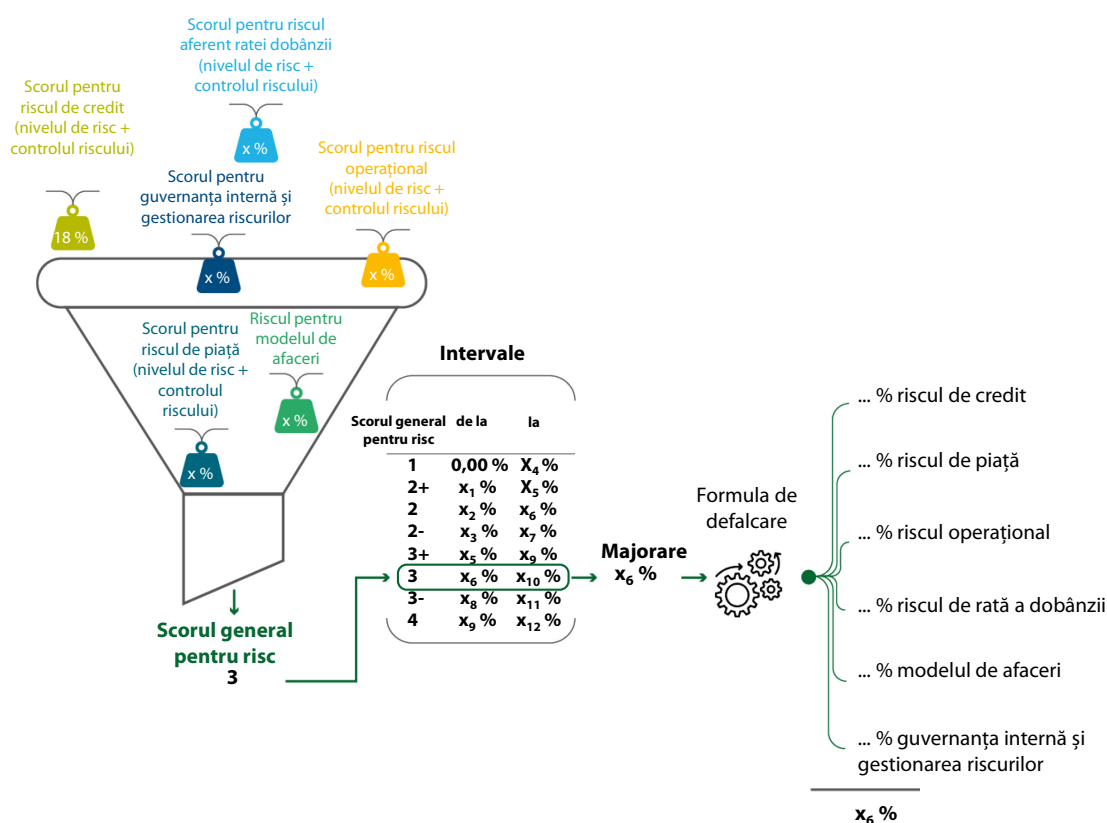 Scorul pentru riscul
aferent ratei dobânzii
(nivelul de risc +
controlul riscului)
x %
Scorul pentru
riscul de credit
(nivelul de risc +
controlul riscului)
18 %
Scorul pentru
guvernanța internă și
gestionarea riscurilor
x %
Scorul pentru riscul
operațional
(nivelul de risc +
controlul riscului)
x %
Scorul pentru
riscul de piață
(nivelul de risc +
controlul
riscului)
x %
Riscul pentru
modelul de
afaceri
x %
Scorul general
pentru risc
3
Intervale
Scorul general
pentru risc
de la
la
1 0,00 % X₄ %
2+ x₁ % X₅ %
2 x₂ % x₆ %
2- x₃ % x₇ %
3+ x₅ % x₉ %
3 x₆ % x₁₀ %
3- x₈ % x₁₁ %
4 x₉ % x₁₂ %
Majorare
x₆ %
Formula de
defalcare
... % riscul de credit
... % riscul de piață
... % riscul operațional
... % riscul de rată a dobânzii
... % modelul de afaceri
... % guvernanța internă și
gestionarea riscurilor
x₆ %